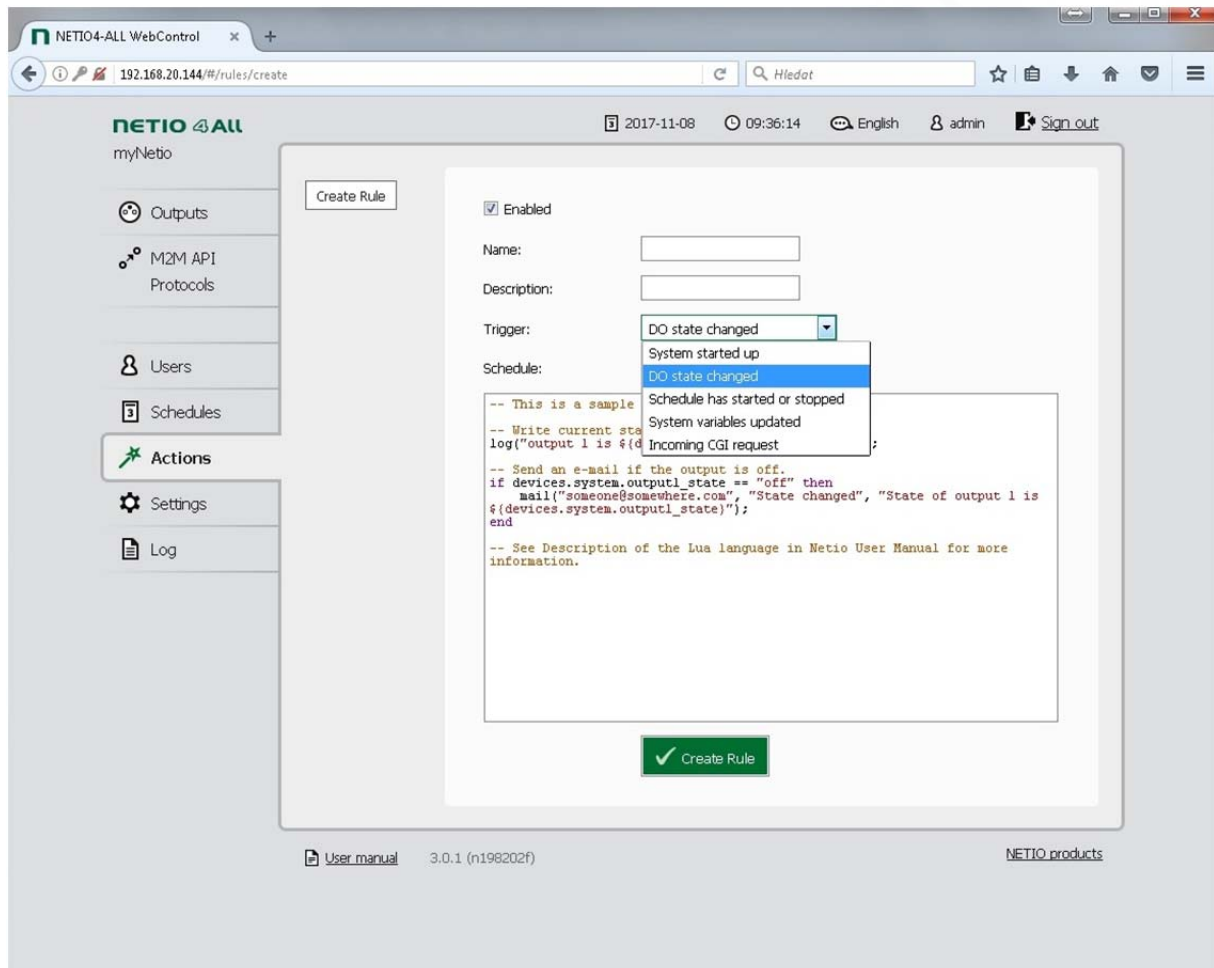 NETIO4-ALL WebControl
192.168.20.144/#/rules/create
Hledat
NETIO 4All
myNetio
2017-11-08
09:36:14
English
admin
Sign out
Outputs
M2M API
Protocols
Users
Schedules
Actions
Settings
Log
Create Rule
Enabled
Name:
Description:
Trigger:
DO state changed
System started up
DO state changed
Schedule has started or stopped
System variables updated
Incoming CGI request
Schedule:
-- This is a sample
-- Write current sta
log("output 1 is ${d ;
-- Send an e-mail if the output is off.
if devices.system.output1_state == "off" then
mail("someone@somewhere.com", "State changed", "State of output 1 is
${devices.system.output1_state}");
end
-- See Description of the Lua language in Netio User Manual for more
information.
Create Rule
User manual
3.0.1 (n198202f)
NETIO products